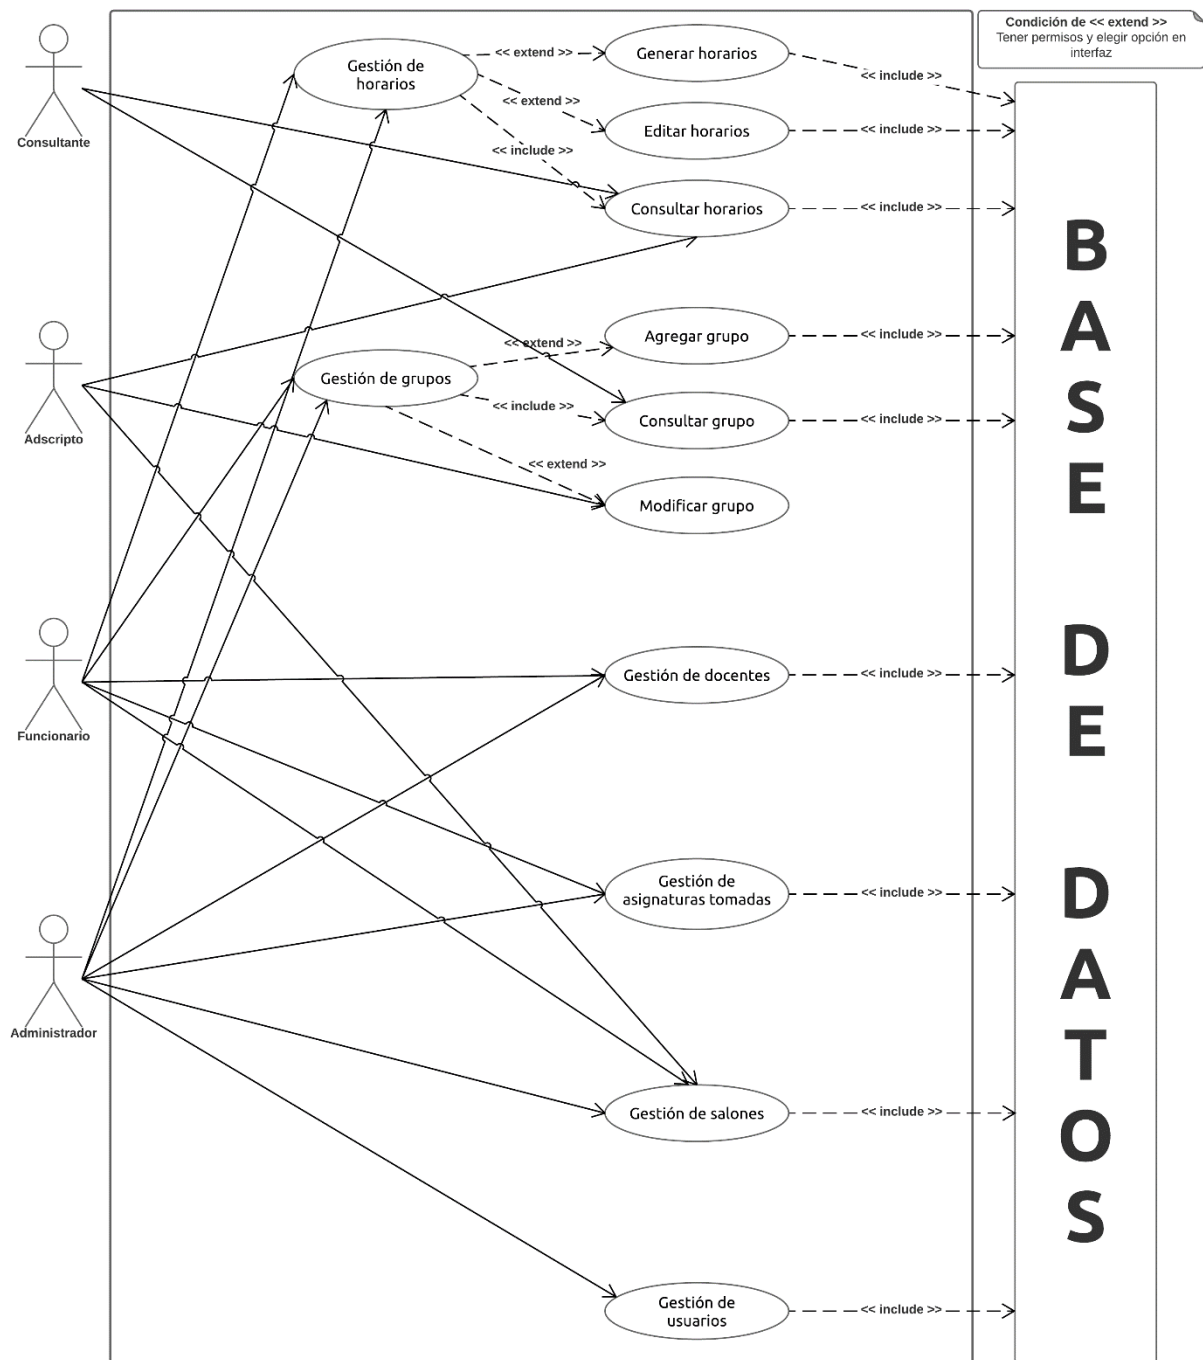 Condición de << extend >>
Tener permisos y elegir opción en
interfaz
Consultante
Gestión de
horarios
<< extend >>
Generar horarios
<< include >>
<< extend >>
Editar horarios
<< include >>
<< include >>
Consultar horarios
<< include >>
Adscripto
Gestión de grupos
<< extend >>
Agregar grupo
<< include >>
<< include >>
Consultar grupo
<< include >>
<< extend >>
Modificar grupo
Funcionario
Gestión de docentes
<< include >>
Gestión de
asignaturas tomadas
<< include >>
Administrador
Gestión de salones
<< include >>
Gestión de
usuarios
<< include >>
B
A
S
E
D
E
D
A
T
O
S